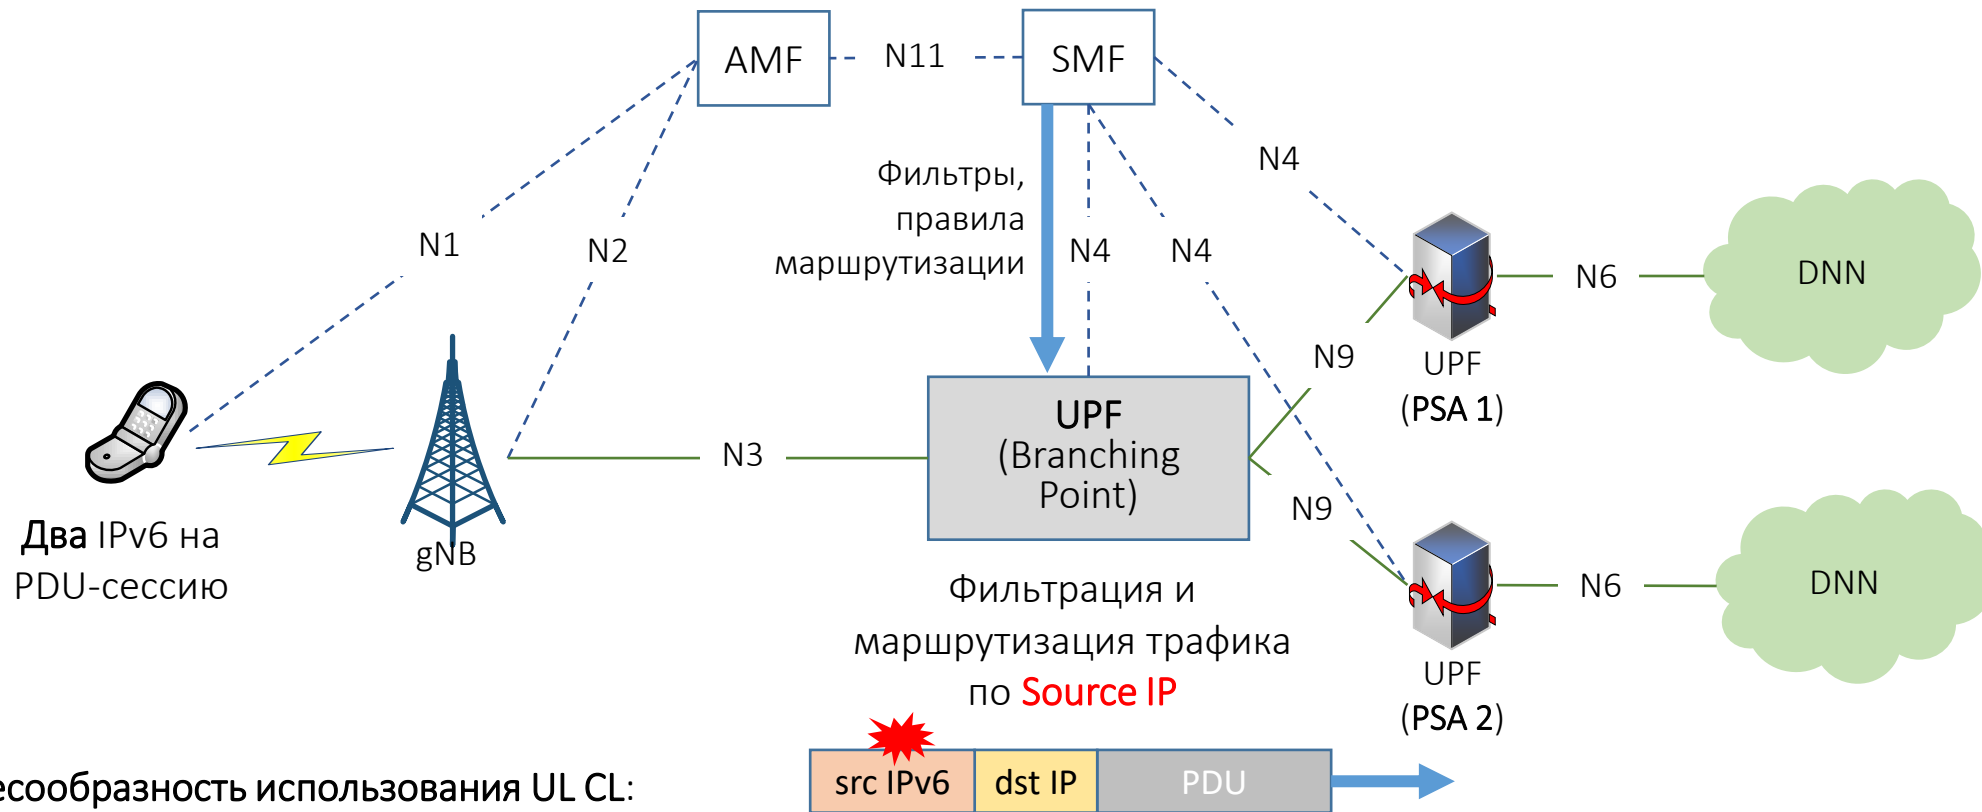 AMF
N11
SMF
N4
Фильтры,
правила
маршрутизации
N1
N2
N4
N4
N6
DNN
N9
UPF
(PSA 1)
UPF
(Branching
Point)
N3
N9
Два IPv6 на
PDU-сессию
gNB
N6
DNN
Фильтрация и
маршрутизация трафика
по Source IP
UPF
(PSA 2)
src IPv6
dst IP
PDU
есообразность использования UL CL: